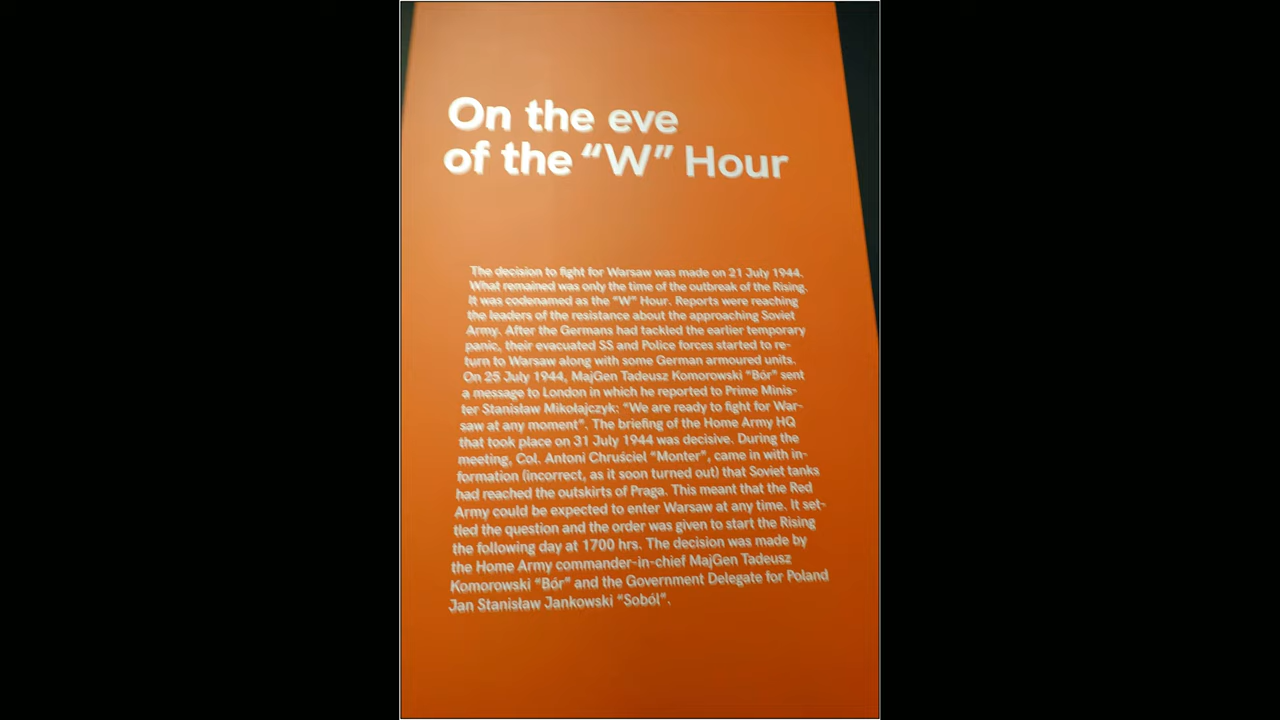 On the eve
of the “W” Hour
The decision to fight for Warsaw was made on 21 July 1944.
What remained was only the time of the outbreak of the Rising.
It was codenamed as the “W” Hour. Reports were reaching
the leaders of the resistance about the approaching Soviet
Army. After the Germans had tackled the earlier temporary
panic, their evacuated SS and Police forces started to re-
turn to Warsaw along with some German armoured units.
On 25 July 1944, MajGen Tadeusz Komorowski “Bór” sent
a message to London in which he reported to Prime Minis-
ter Stanisław Mikołajczyk: “We are ready to fight for War-
saw at any moment”. The briefing of the Home Army HQ
that took place on 31 July 1944 was decisive. During the
meeting, Col. Antoni Chruściel “Monter”, came in with in-
formation (incorrect, as it soon turned out) that Soviet tanks
had reached the outskirts of Praga. This meant that the Red
Army could be expected to enter Warsaw at any time. It set-
tled the question and the order was given to start the Rising
the following day at 1700 hrs. The decision was made by
the Home Army commander-in-chief MajGen Tadeusz
Komorowski “Bór” and the Government Delegate for Poland
Jan Stanisław Jankowski “Soból”.